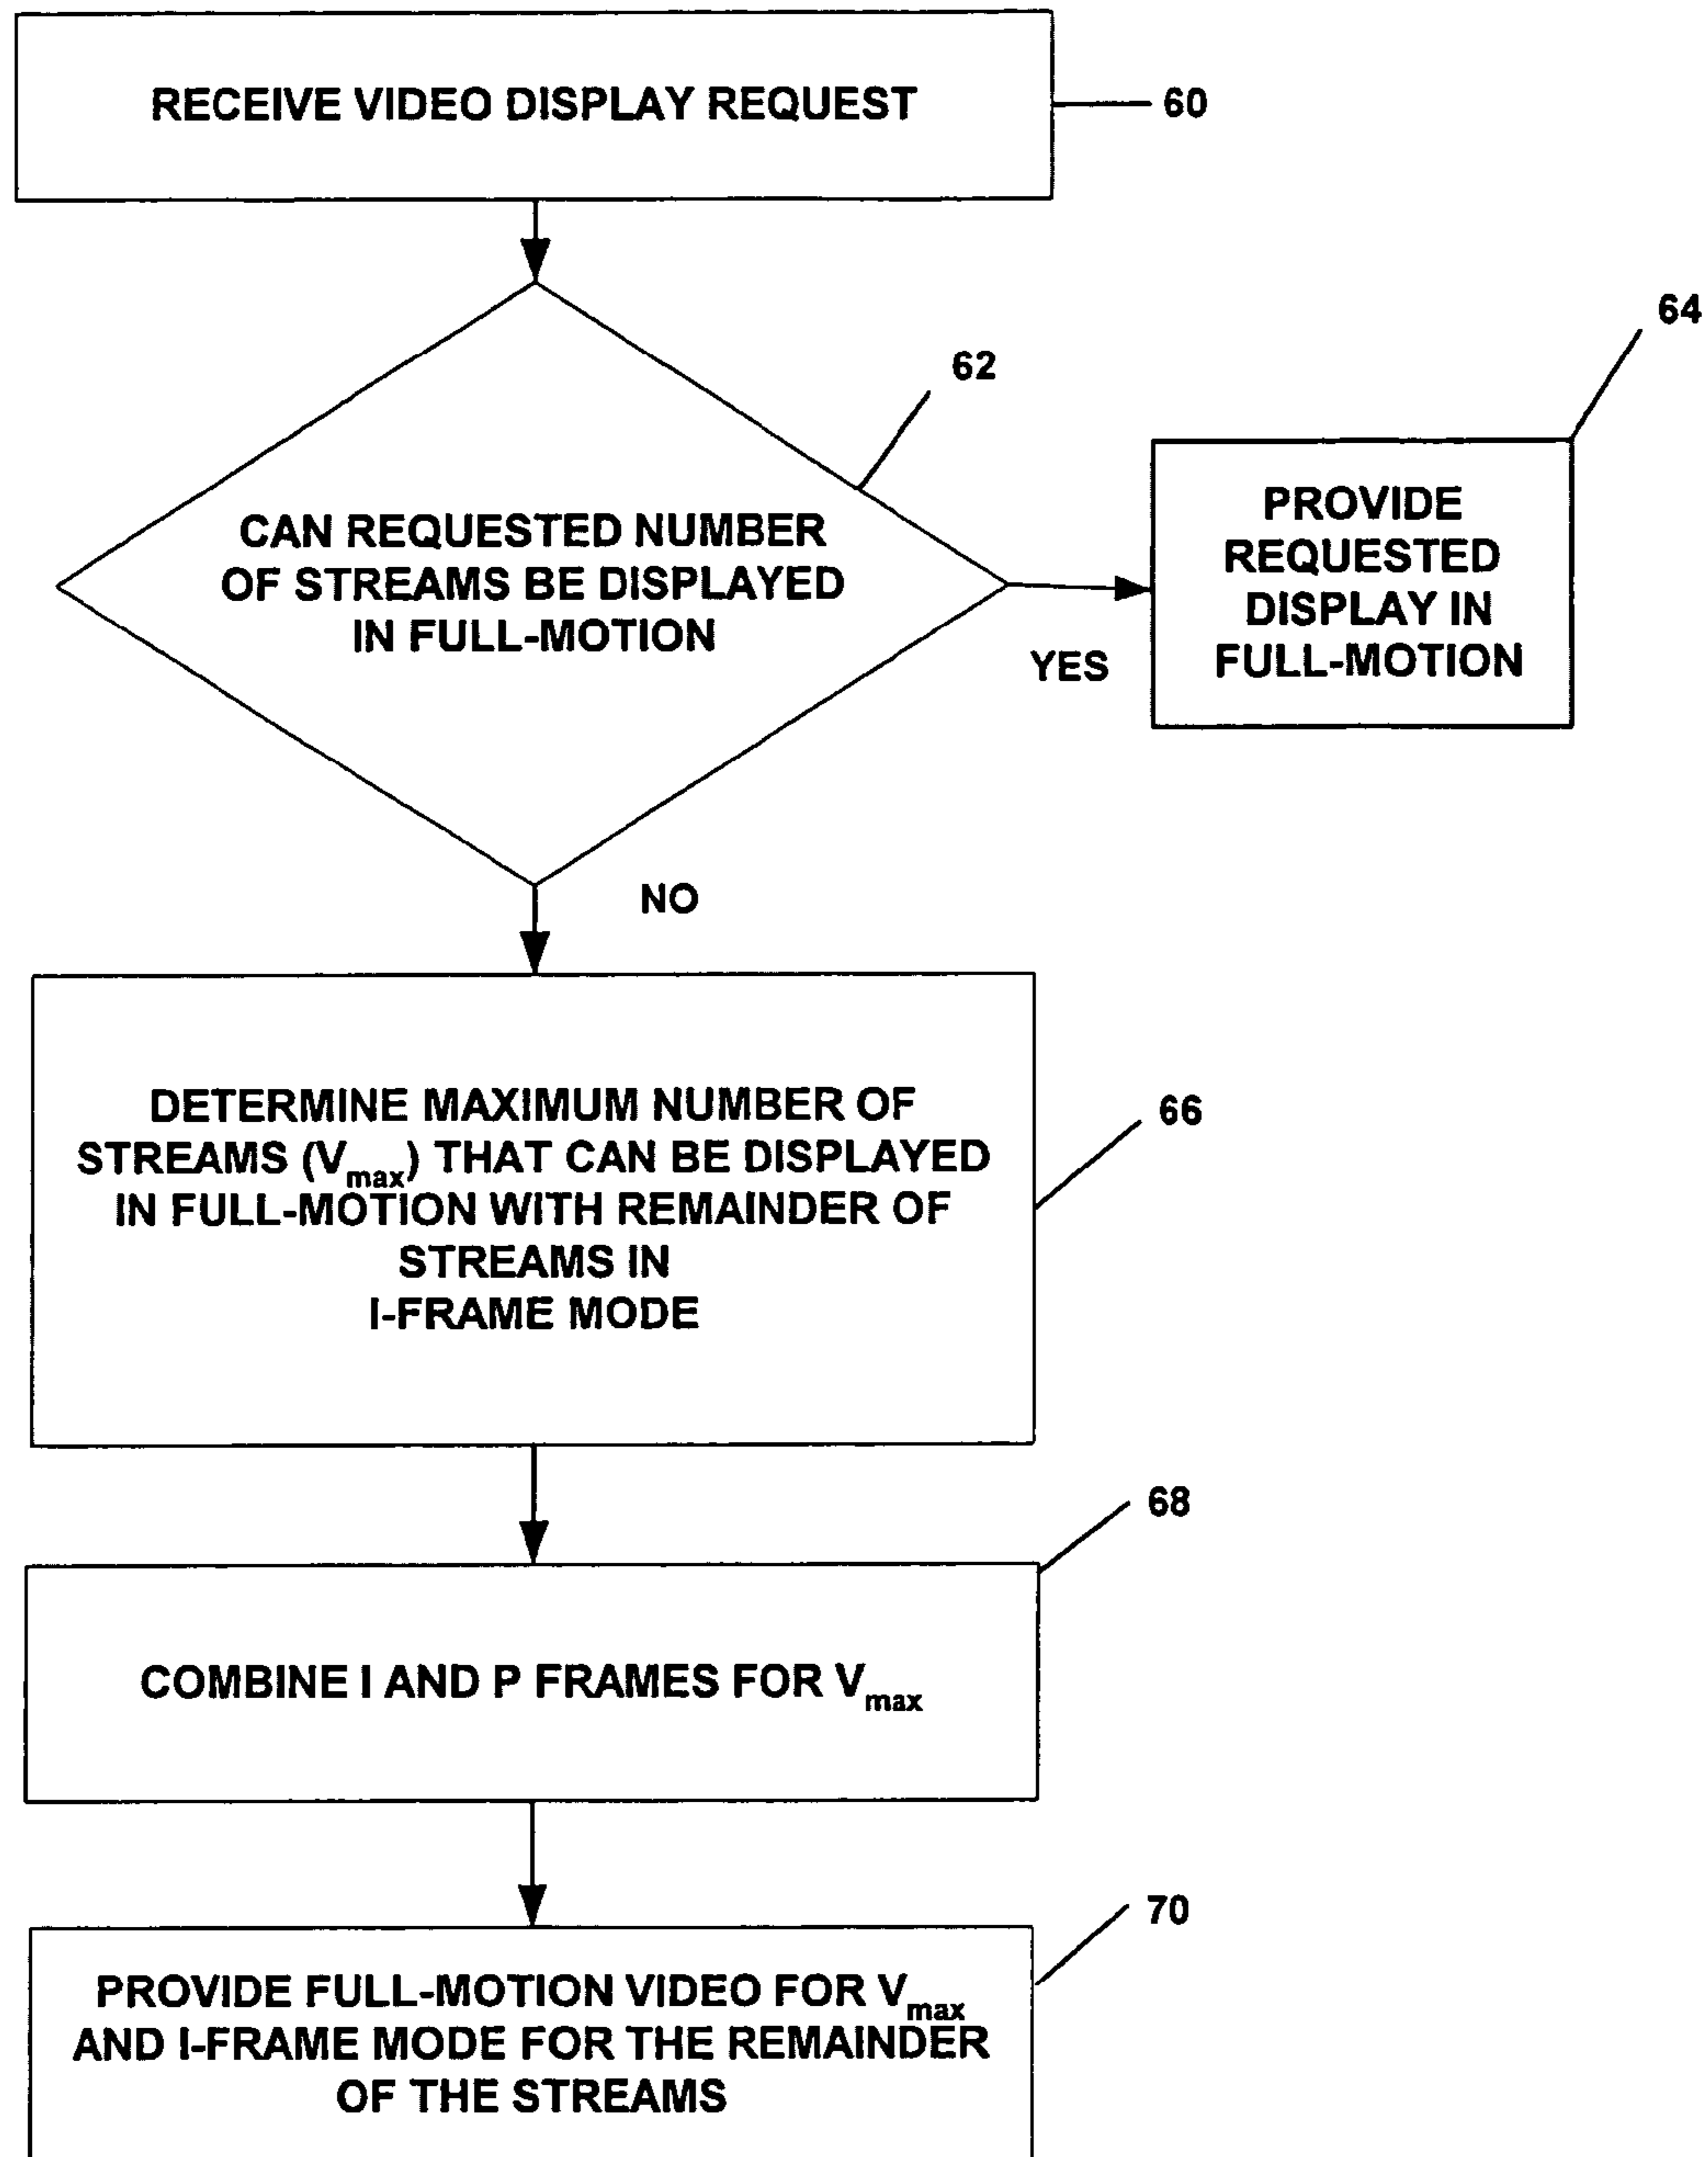 RECEIVE VIDEO DISPLAY REQUEST
60
64
62
CAN REQUESTED NUMBER
OF STREAMS BE DISPLAYED
IN FULL-MOTION
PROVIDE
REQUESTED
DISPLAY IN
FULL-MOTION
YES
NO
DETERMINE MAXIMUM NUMBER OF
STREAMS (Vmax) THAT CAN BE DISPLAYED
IN FULL-MOTION WITH REMAINDER OF
STREAMS IN
I-FRAME MODE
66
68
COMBINE I AND P FRAMES FOR Vmax
70
PROVIDE FULL-MOTION VIDEO FOR Vmax
AND I-FRAME MODE FOR THE REMAINDER
OF THE STREAMS